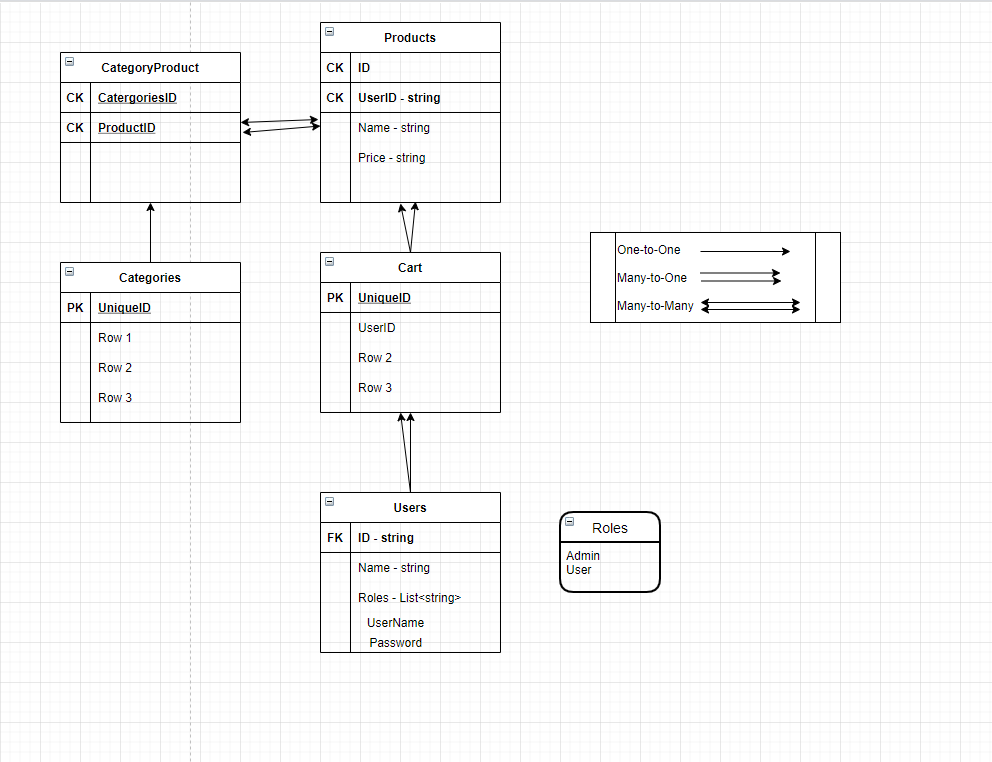 CategoryProduct
CK CatergoriesID
CK ProductID
Products
CK ID
CK UserID - string
Name - string
Price - string
Categories
PK UniqueID
Row 1
Row 2
Row 3
Cart
PK UniqueID
UserID
Row 2
Row 3
One-to-One
Many-to-One
Many-to-Many
Users
FK ID - string
Name - string
Roles - List<string>
UserName
Password
Roles
Admin
User